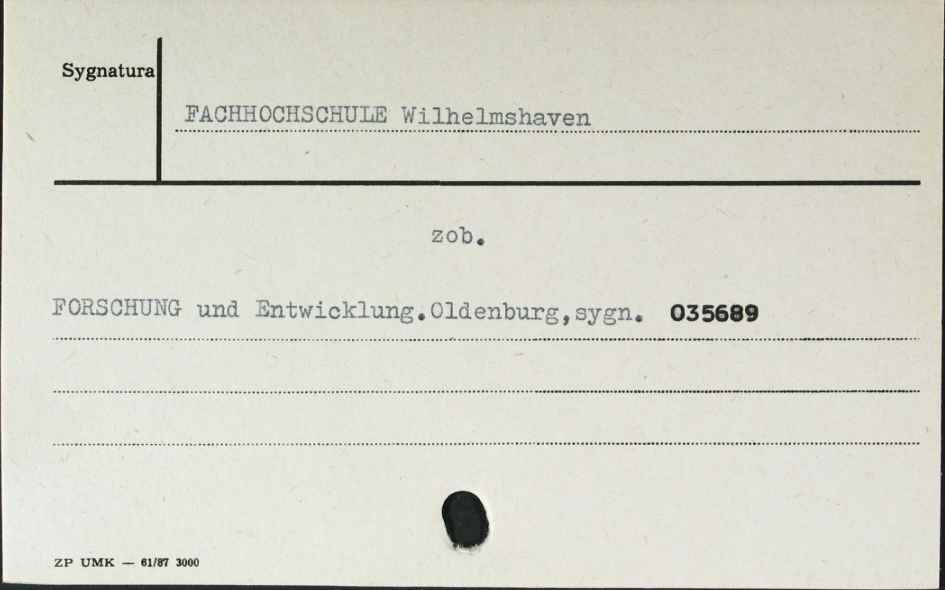 Sygnatura
FACHHOCHSCHULE Wilhelmshaven
zob.
FORSCHUNG und Entwicklung.Oldenburg,sygn. 035689
ZP UMK — 61/87 3000